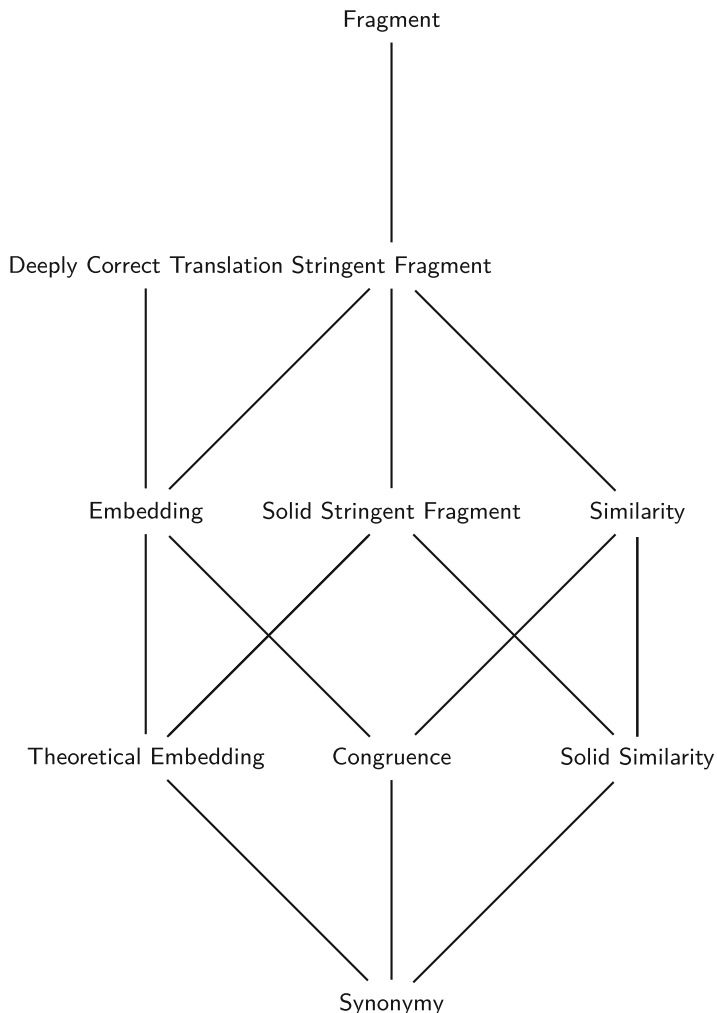 Fragment
Deeply Correct Translation Stringent Fragment
Embedding Solid Stringent Fragment Similarity
Theoretical Embedding Congruence Solid Similarity
Synonymy